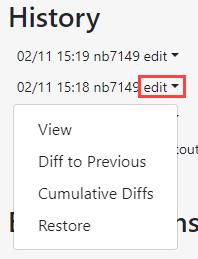 History
02/11 15:19 nb7149 edit
02/11 15:18 nb7149 edit
View
Diff to Previous
Cumulative Diffs
Restore